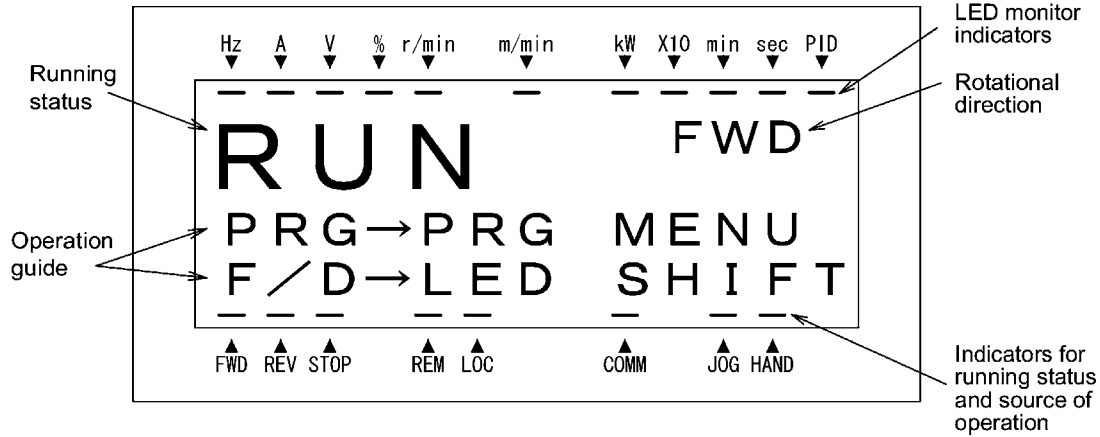 LED monitor
indicators
Hz A V % r/min m/min kW X10 min sec PID
Running
status
Rotational
direction
RUN FWD
Operation
guide
PRG→PRG MENU
F/D→LED SHIFT
FWD REV STOP REM LOC COMM JOG HAND
Indicators for
running status
and source of
operation